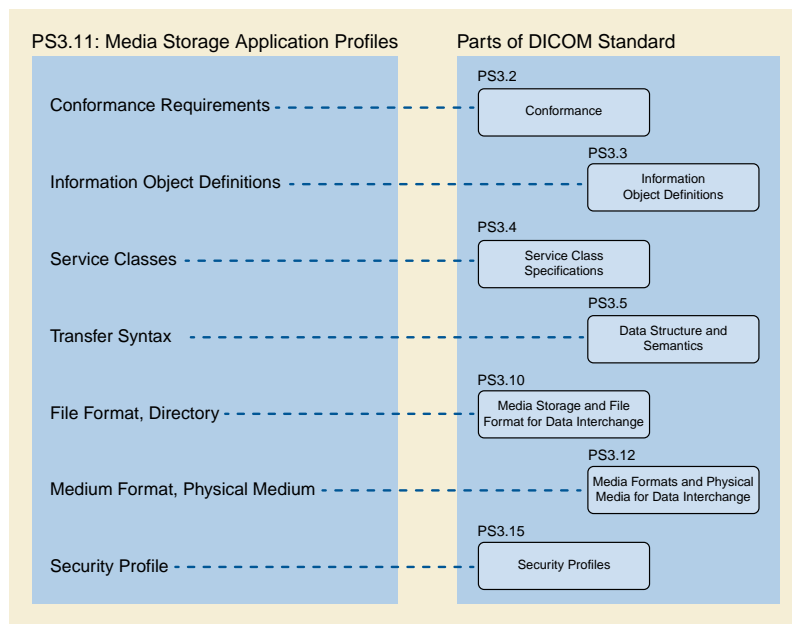 PS3.11: Media Storage Application Profiles
Parts of DICOM Standard
Conformance Requirements
PS3.2
Conformance
Information Object Definitions
PS3.3
Information
Object Definitions
Service Classes
PS3.4
Service Class
Specifications
Transfer Syntax
PS3.5
Data Structure and
Semantics
File Format, Directory
PS3.10
Media Storage and File
Format for Data Interchange
Medium Format, Physical Medium
PS3.12
Media Formats and Physical
Media for Data Interchange
Security Profile
PS3.15
Security Profiles